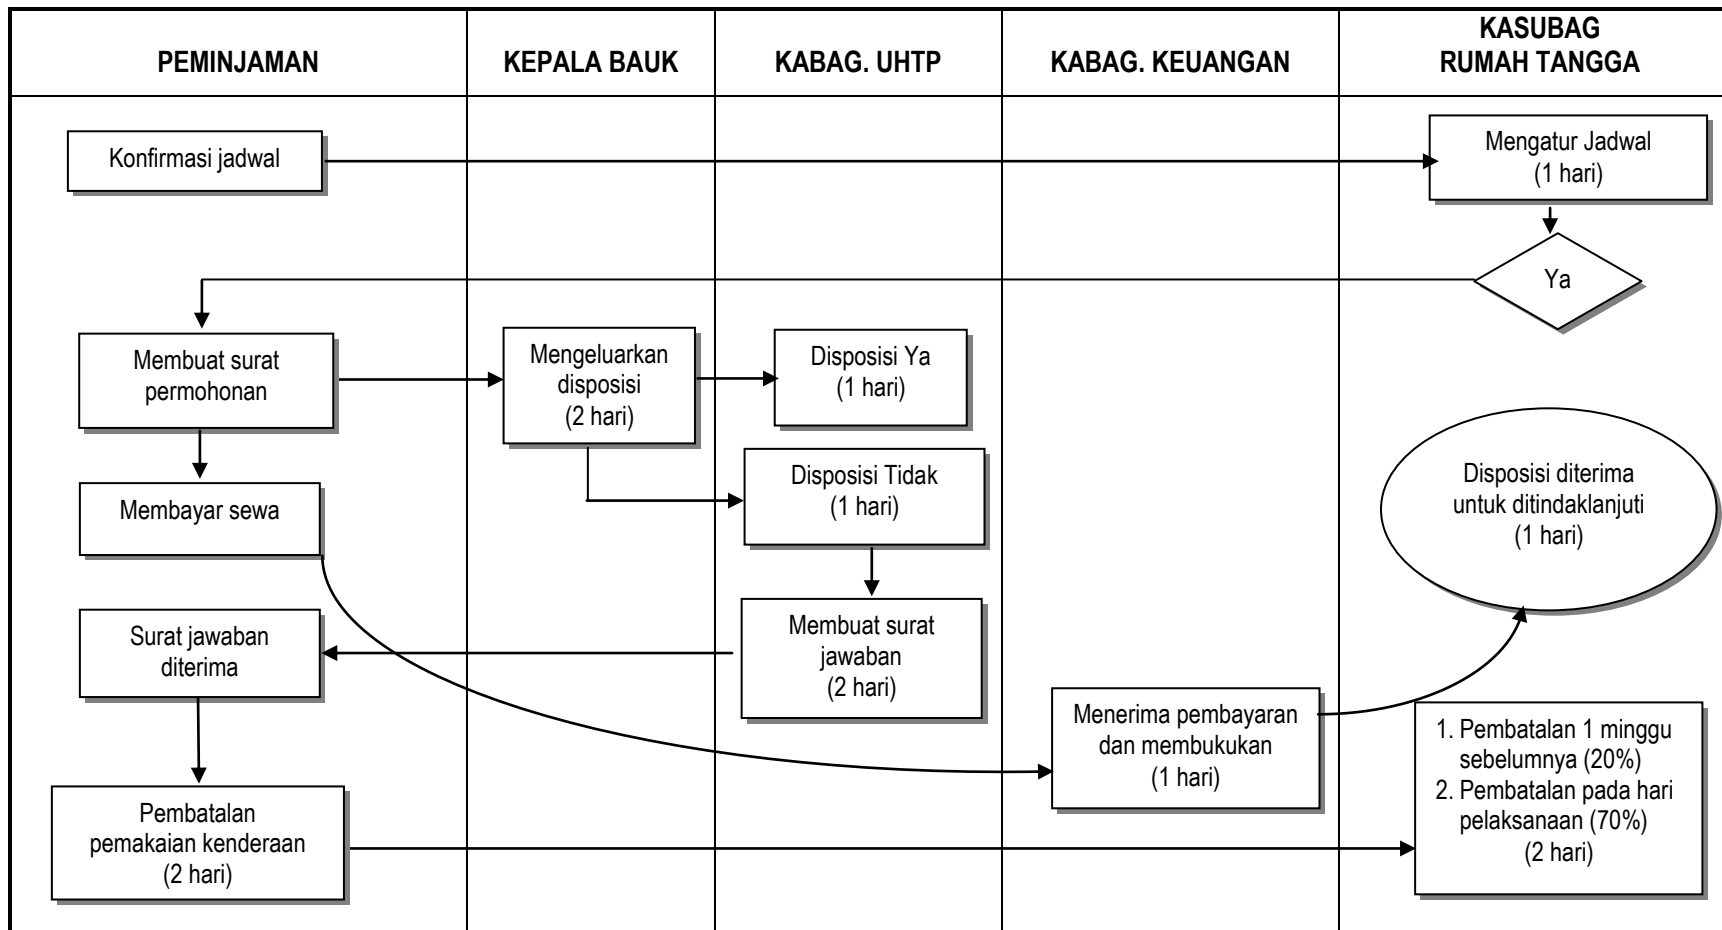 PEMINJAMAN
KEPALA BAUK
KABAG. UHTP
KABAG. KEUANGAN
KASUBAG
RUMAH TANGGA
Konfirmasi jadwal
Mengatur Jadwal
(1 hari)
Ya
Membuat surat
permohonan
Mengeluarkan
disposisi
(2 hari)
Disposisi Ya
(1 hari)
Disposisi Tidak
(1 hari)
Disposisi diterima
untuk ditindaklanjuti
(1 hari)
Membayar sewa
Surat jawaban
diterima
Membuat surat
jawaban
(2 hari)
Menerima pembayaran
dan membukukan
(1 hari)
1. Pembatalan 1 minggu
sebelumnya (20%)
2. Pembatalan pada hari
pelaksanaan (70%)
(2 hari)
Pembatalan
pemakaian kenderaan
(2 hari)